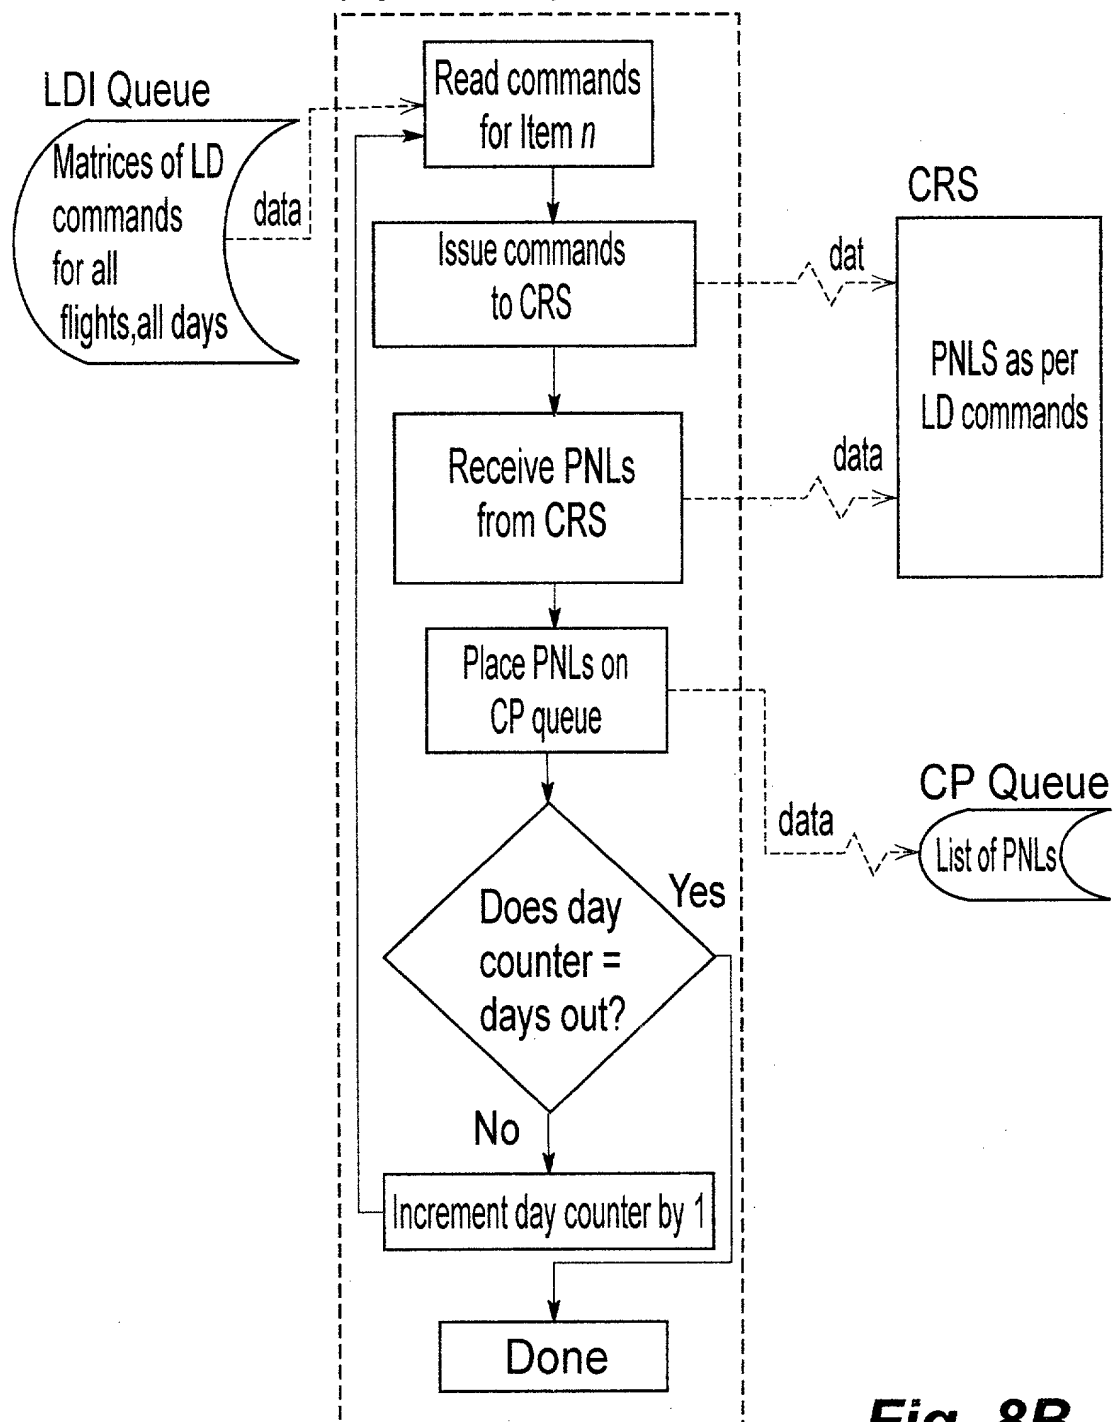 LDI Queue
Matrices of LD
commands
for all
flights,all days
data
Read commands
for Item n
Issue commands
to CRS
dat
CRS
PNLS as per
LD commands
Receive PNLs
from CRS
data
Place PNLs on
CP queue
data
CP Queue
List of PNLs
Does day
counter =
days out?
Yes
No
Increment day counter by 1
Done
Fig. 8B